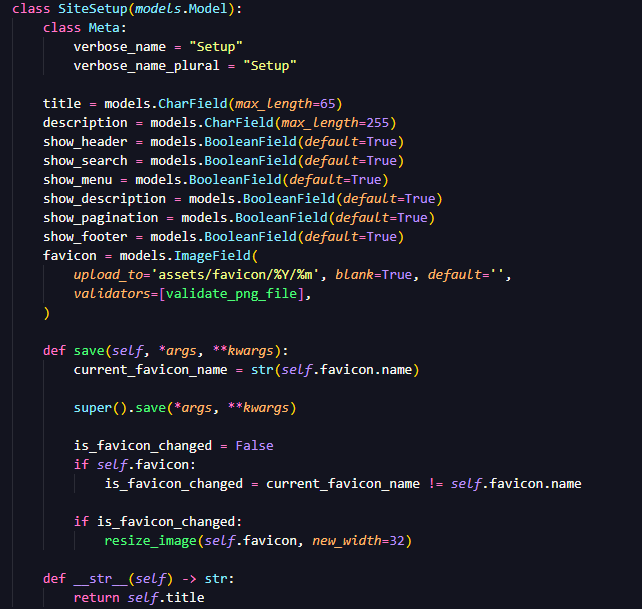 class SiteSetup(models.Model):
    class Meta:
        verbose_name = "Setup"
        verbose_name_plural = "Setup"

    title = models.CharField(max_length=65)
    description = models.CharField(max_length=255)
    show_header = models.BooleanField(default=True)
    show_search = models.BooleanField(default=True)
    show_menu = models.BooleanField(default=True)
    show_description = models.BooleanField(default=True)
    show_pagination = models.BooleanField(default=True)
    show_footer = models.BooleanField(default=True)
    favicon = models.ImageField(
        upload_to='assets/favicon/%Y/%m', blank=True, default='',
        validators=[validate_png_file],
    )

    def save(self, *args, **kwargs):
        current_favicon_name = str(self.favicon.name)

        super().save(*args, **kwargs)

        is_favicon_changed = False
        if self.favicon:
            is_favicon_changed = current_favicon_name != self.favicon.name

        if is_favicon_changed:
            resize_image(self.favicon, new_width=32)

    def __str__(self) -> str:
        return self.title